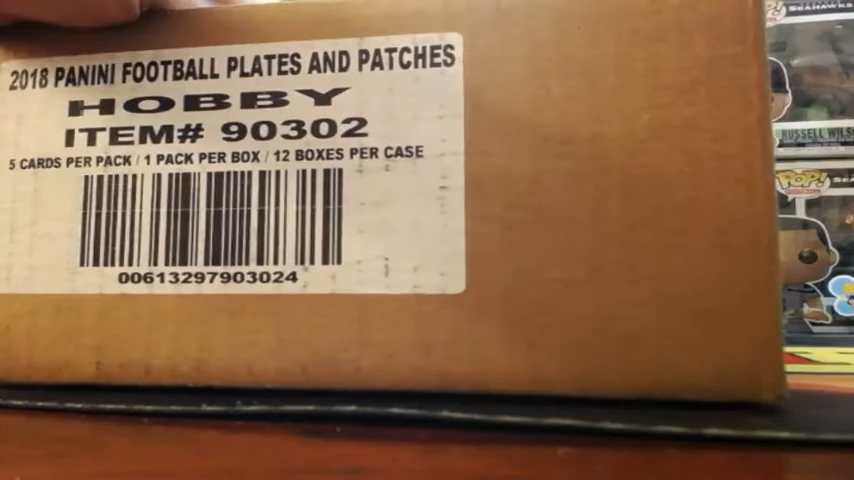 2018 PANINI FOOTBALL PLATES AND PATCHES
HOBBY
ITEM# 90302
5 CARDS PER PACK / 1 PACK PER BOX / 12 BOXES PER CASE
00613297903024
SEAHAWKS
RUSSELL WILS
POP!